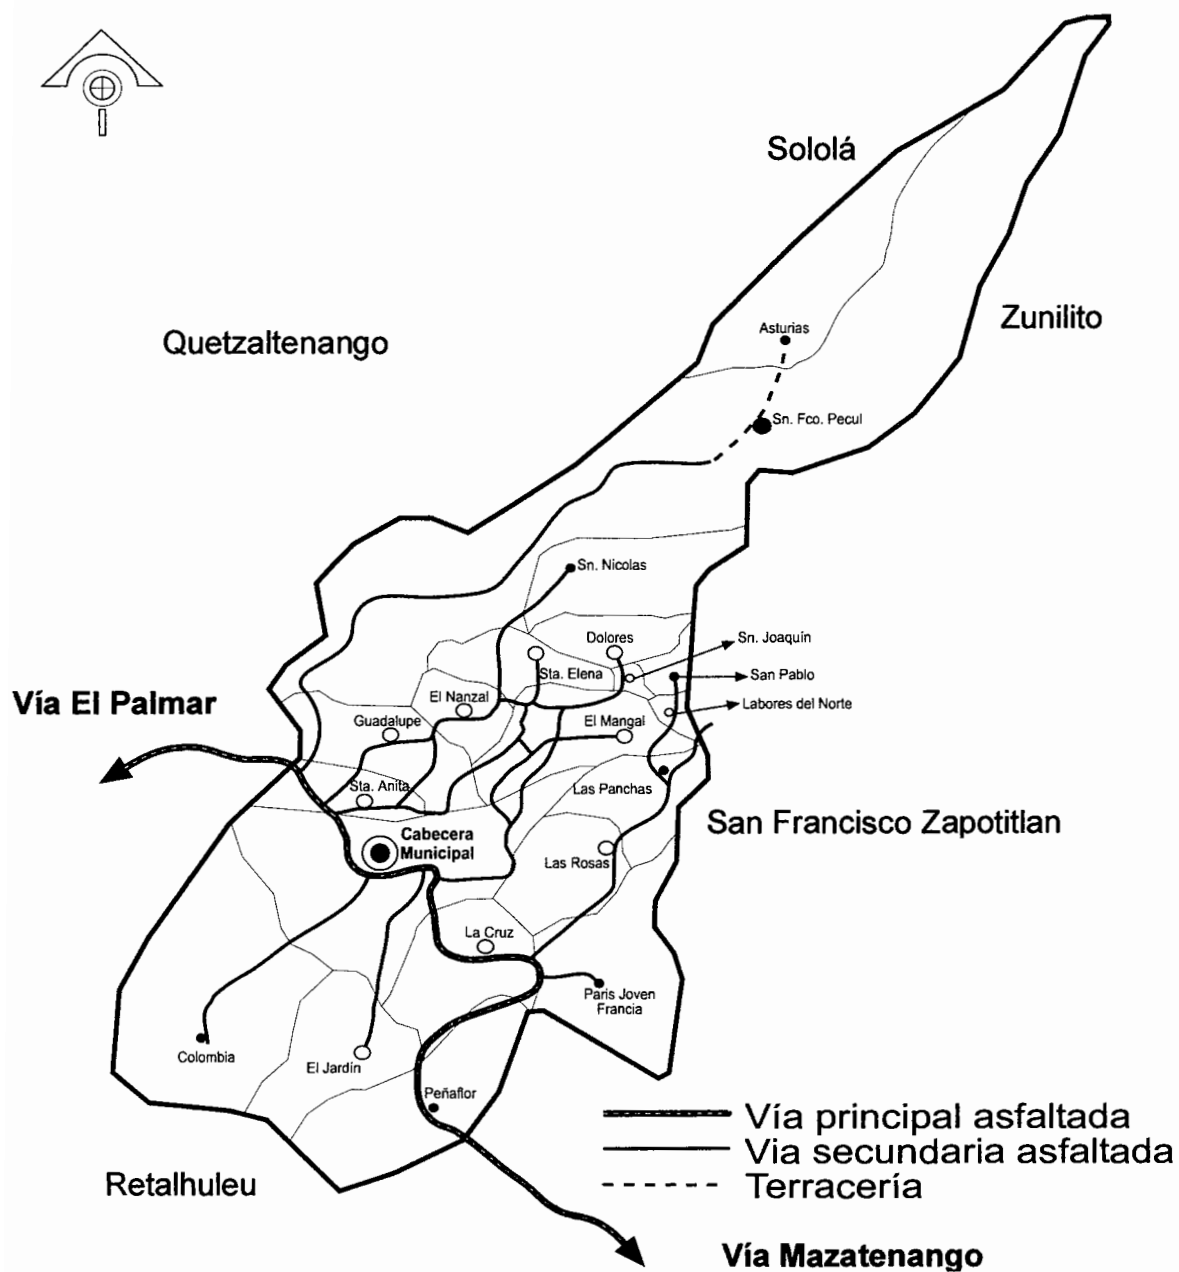 Sololá
Zunilito
Asturias
Quetzaltenango
Sn. Fco. Pecul
Sn. Nicolas
Dolores
Sn. Joaquín
Sta. Elena
San Pablo
Vía El Palmar
El Nanzal
Labores del Norte
Guadalupe
El Mangal
Sta. Anita
Las Panchas
San Francisco Zapotitlan
Cabecera
Municipal
Las Rosas
La Cruz
Paris Joven
Francia
Colombia
El Jardín
Peñaflor
Vía principal asfaltada
Via secundaria asfaltada
Terracería
Retalhuleu
Vía Mazatenango